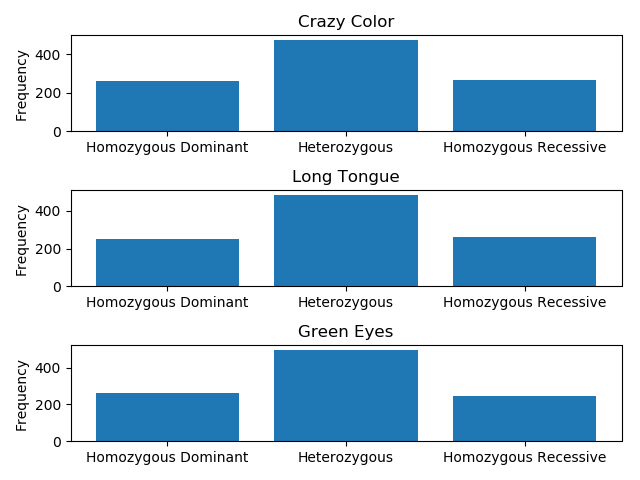 Crazy Color
Frequency
400
200
0
Homozygous Dominant Heterozygous Homozygous Recessive
Long Tongue
Frequency
400
200
0
Homozygous Dominant Heterozygous Homozygous Recessive
Green Eyes
Frequency
400
200
0
Homozygous Dominant Heterozygous Homozygous Recessive